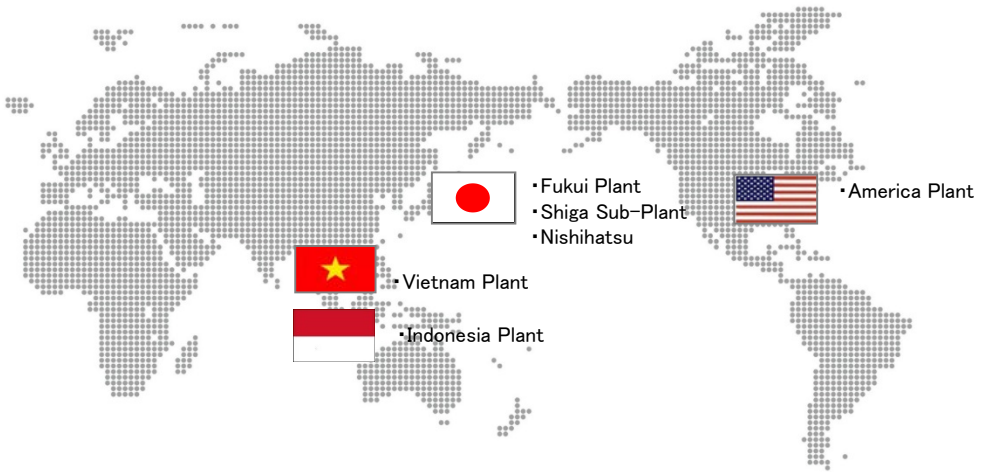 ・Fukui Plant
・Shiga Sub-Plant
・Nishihatsu
・America Plant
・Vietnam Plant
・Indonesia Plant